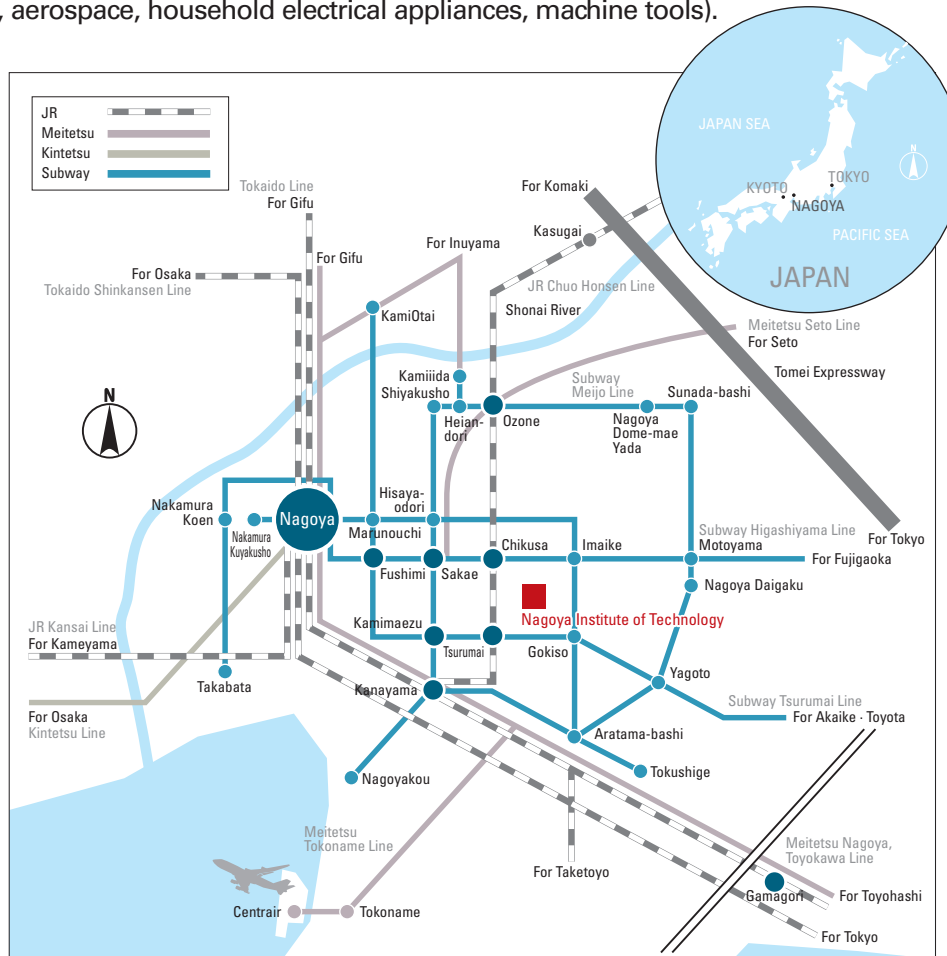 , aerospace, household electrical appliances, machine tools).
JR
Meitetsu
Kintetsu
Subway
JAPAN SEA
N
TOKYO
KYOTO
NAGOYA
PACIFIC SEA
JAPAN
Tokaido Line
For Gifu
For Komaki
Kasugai
For Inuyama
For Gifu
For Osaka
Tokaido Shinkansen Line
JR Chuo Honsen Line
Shonai River
KamiOtai
Meitetsu Seto Line
For Seto
Tomei Expressway
Kamiiida
Shiyakusho
Subway
Meijo Line
Sunada-bashi
N
Heian-
dori
Ozone
Nagoya
Dome-mae
Yada
Nakamura
Koen
Nakamura
Kuyakusho
Nagoya
Hisaya-
odori
Marunouchi
Chikusa
Imaike
Subway Higashiyama Line
Motoyama
For Tokyo
For Fujigaoka
Fushimi
Sakae
Nagoya Daigaku
Nagoya Institute of Technology
Kamimaezu
Tsurumai
Gokiso
JR Kansai Line
For Kameyama
Takabata
Kanayama
Yagoto
Subway Tsurumai Line
For Akaike · Toyota
For Osaka
Kintetsu Line
Aratama-bashi
Nagoyakou
Tokushige
Meitetsu
Tokoname Line
Meitetsu Nagoya,
Toyokawa Line
For Taketoyo
Gamagori
For Toyohashi
Centrair
Tokoname
For Tokyo